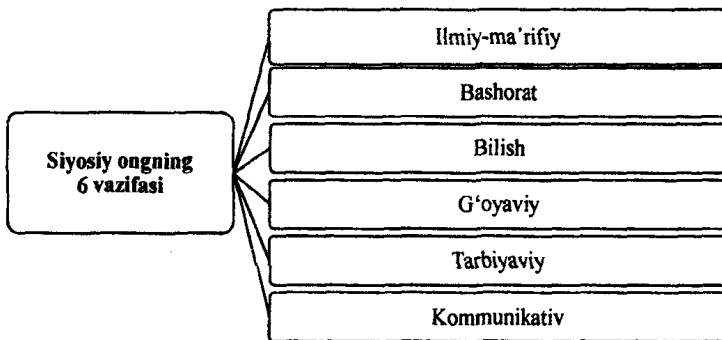 Ilmiy-ma’rifiy
Bashorat
Bilish
Siyosiy ongning
6 vazifasi
G‘oyaviy
Tarbiyaviy
Kommunikativ